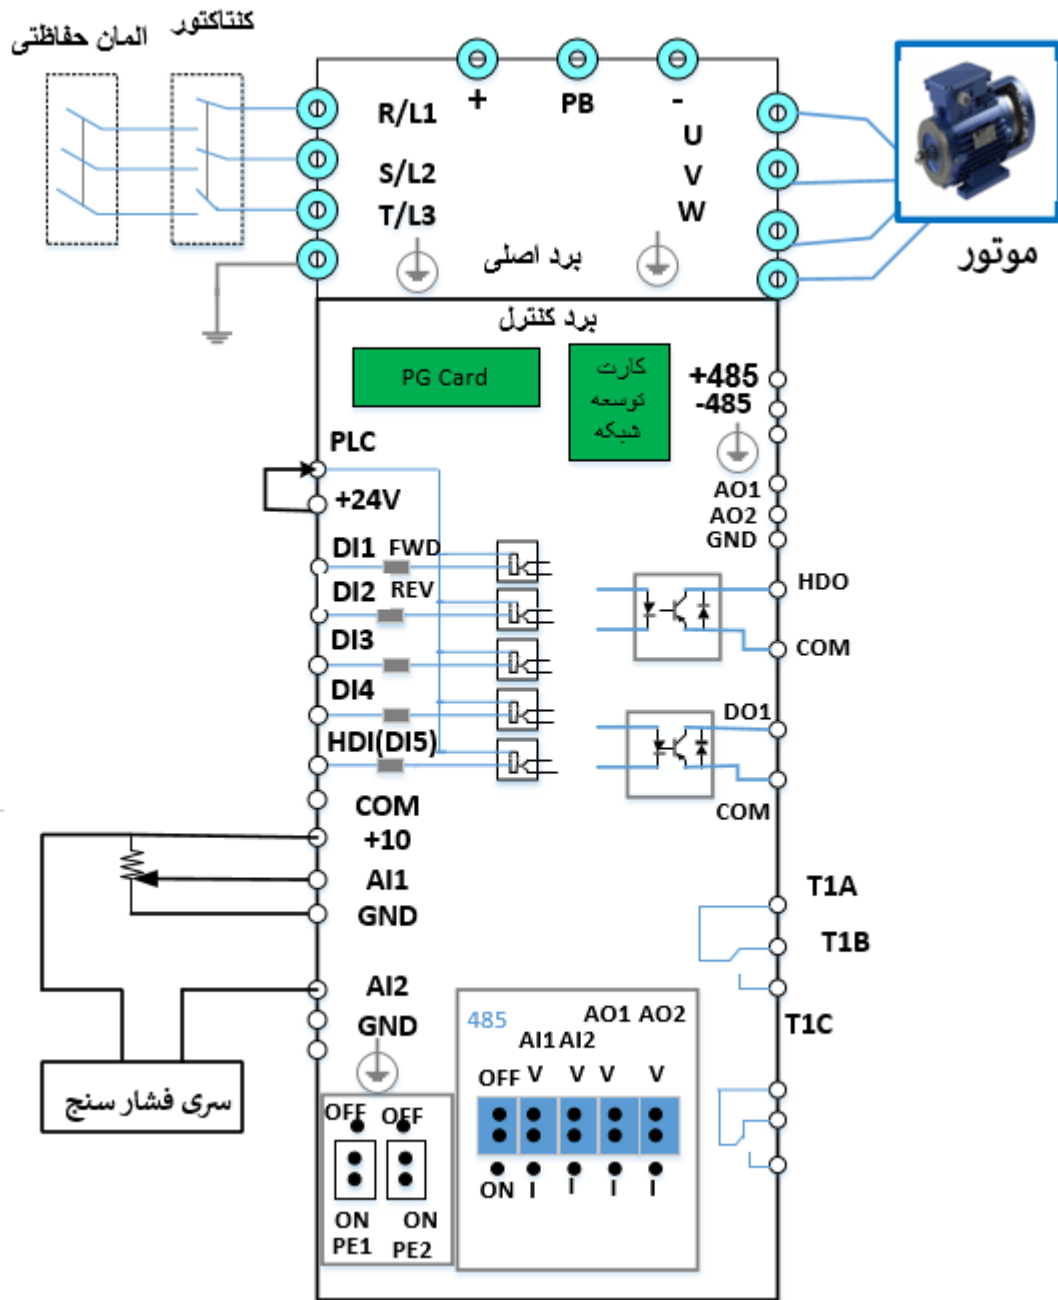 المان حفاظتی
کنتاکتور
+
PB
-
R/L1
S/L2
T/L3
U
V
W
برد اصلی
موتور
برد کنترل
PG Card
کارت
توسعه
شبکه
+485
-485
PLC
+24V
AO1
AO2
GND
DI1 FWD
DI2 REV
DI3
DI4
HDI(DI5)
HDO
COM
DO1
COM
COM
+10
AI1
GND
AI2
GND
T1A
T1B
T1C
سری فشار سنج
485
AO1 AO2
AI1 AI2
OFF V V V V
ON I I I I
OFF OFF
ON ON
PE1 PE2